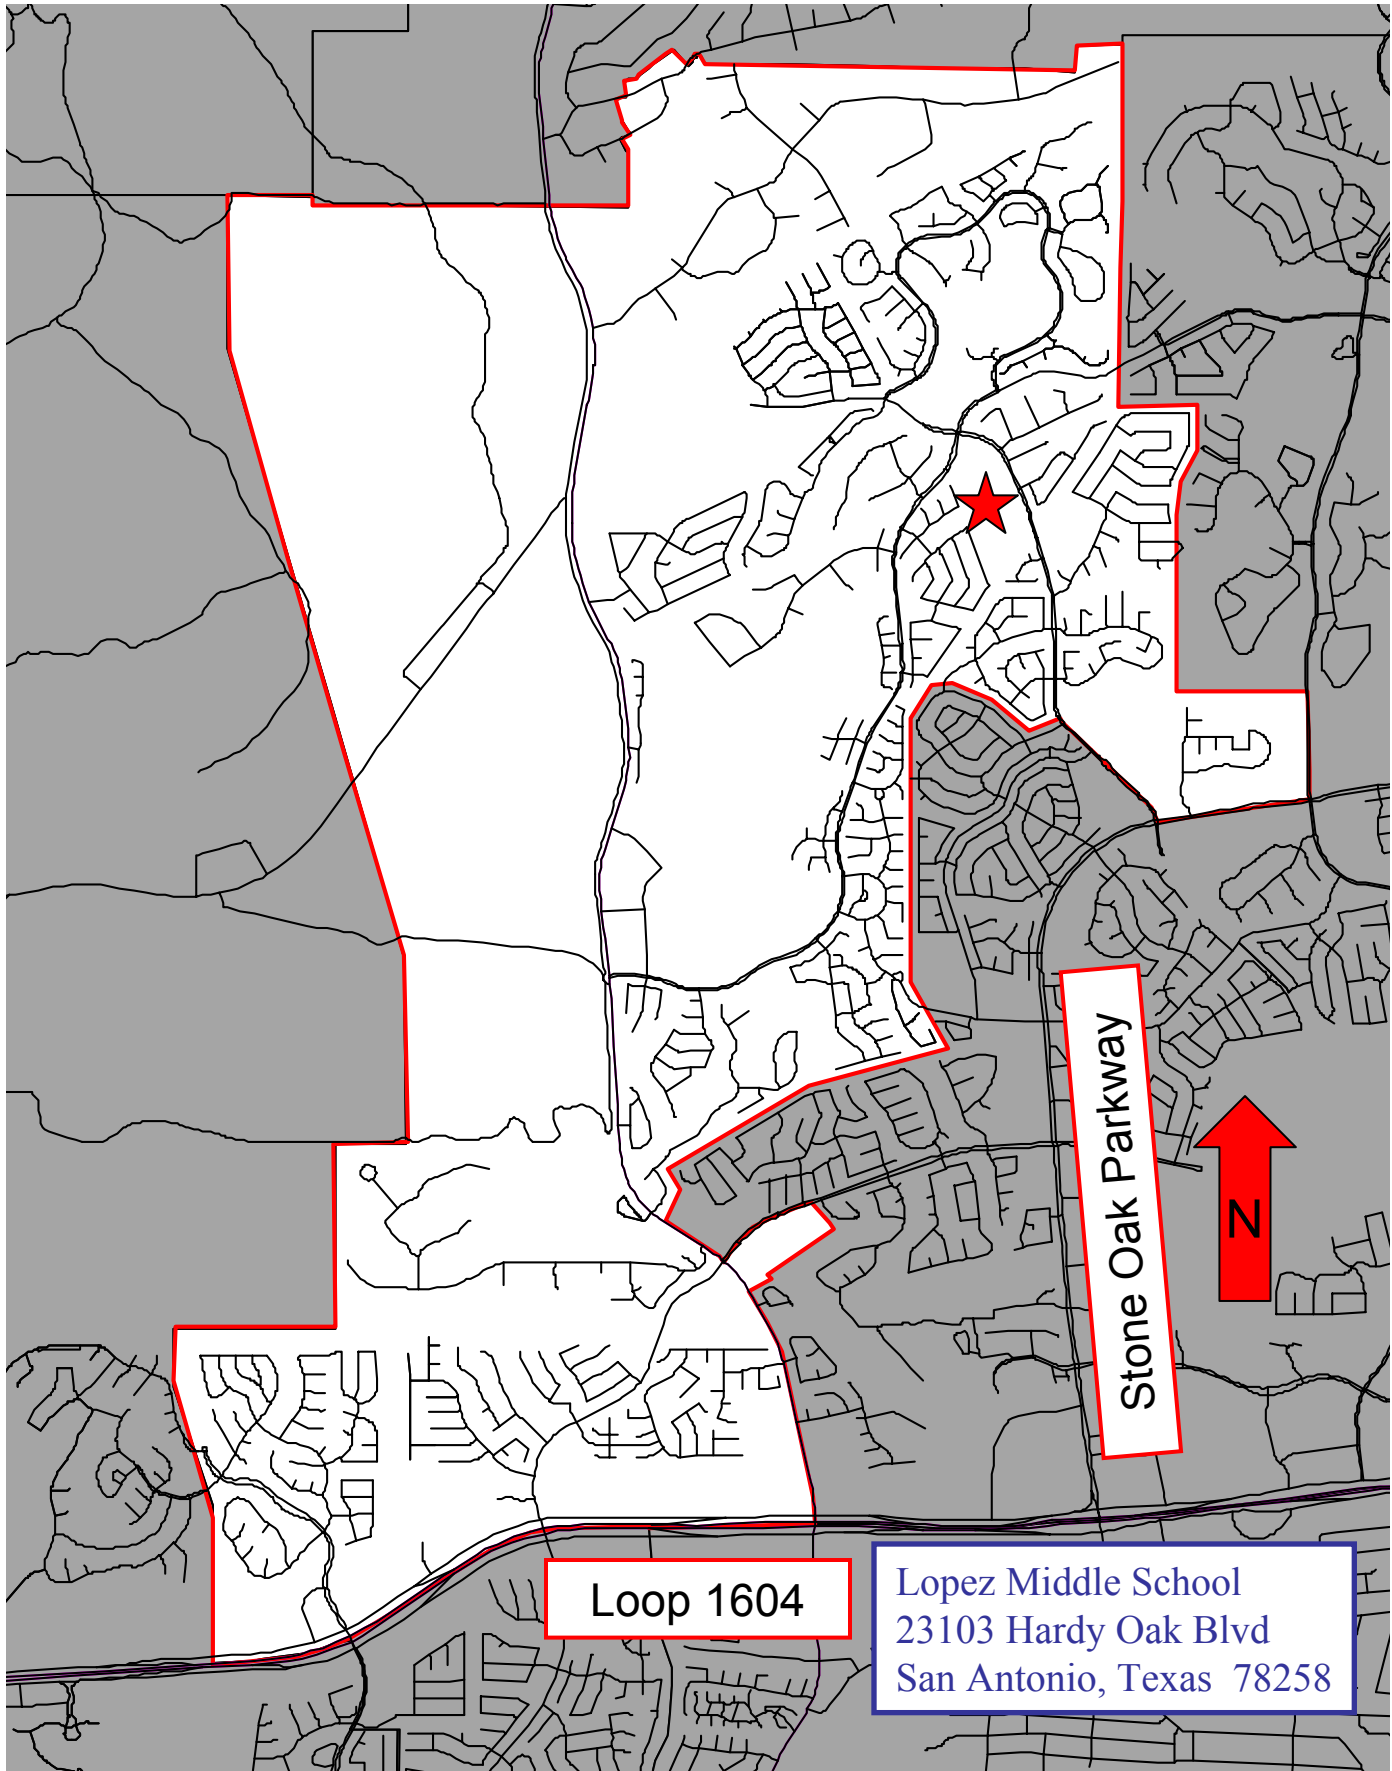 Stone Oak Parkway
N
Loop 1604
Lopez Middle School
23103 Hardy Oak Blvd
San Antonio, Texas  78258